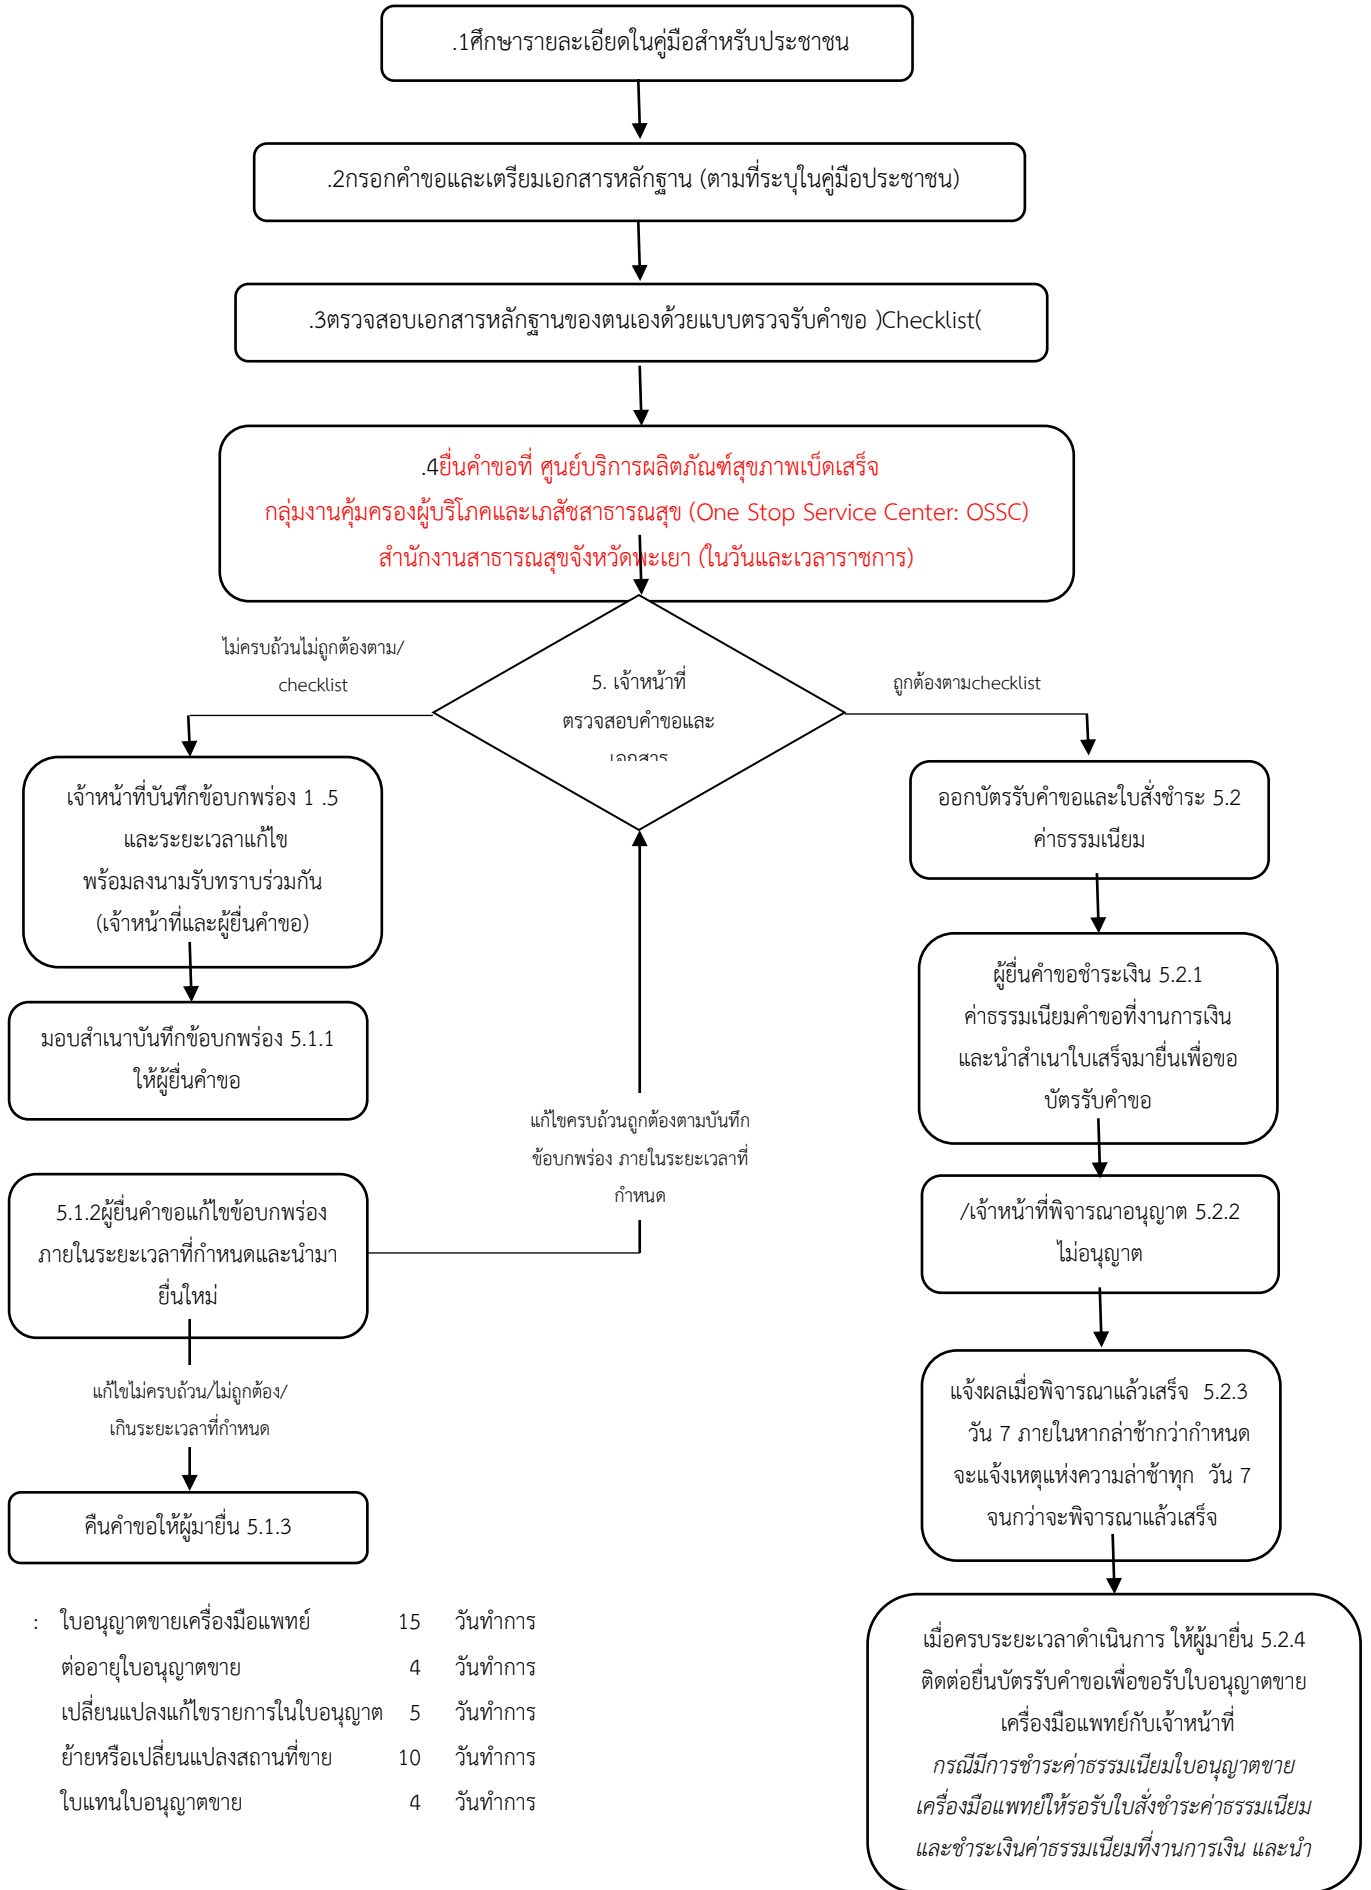 .1ศึกษารายละเอียดในคู่มือสำหรับประชาชน
.2กรอกคำขอและเตรียมเอกสารหลักฐาน (ตามที่ระบุในคู่มือประชาชน)
.3ตรวจสอบเอกสารหลักฐานของตนเองด้วยแบบตรวจรับคำขอ )Checklist(
.4ยื่นคำขอที่ ศูนย์บริการผลิตภัณฑ์สุขภาพเบ็ดเสร็จ
กลุ่มงานคุ้มครองผู้บริโภคและเภสัชสาธารณสุข (One Stop Service Center: OSSC)
สำนักงานสาธารณสุขจังหวัดพะเยา (ในวันและเวลาราชการ)
ไม่ครบถ้วนไม่ถูกต้องตาม/
checklist
5. เจ้าหน้าที่
ตรวจสอบคำขอและ
เอกสาร
ถูกต้องตามchecklist
เจ้าหน้าที่บันทึกข้อบกพร่อง 1 .5
และระยะเวลาแก้ไข
พร้อมลงนามรับทราบร่วมกัน
(เจ้าหน้าที่และผู้ยื่นคำขอ)
มอบสำเนาบันทึกข้อบกพร่อง 5.1.1
ให้ผู้ยื่นคำขอ
5.1.2ผู้ยื่นคำขอแก้ไขข้อบกพร่อง
ภายในระยะเวลาที่กำหนดและนำมา
ยื่นใหม่
แก้ไขครบถ้วนถูกต้องตามบันทึก
ข้อบกพร่อง ภายในระยะเวลาที่
กำหนด
แก้ไขไม่ครบถ้วน/ไม่ถูกต้อง/
เกินระยะเวลาที่กำหนด
คืนคำขอให้ผู้มายื่น 5.1.3
ออกบัตรรับคำขอและใบสั่งชำระ 5.2
ค่าธรรมเนียม
ผู้ยื่นคำขอชำระเงิน 5.2.1
ค่าธรรมเนียมคำขอที่งานการเงิน
และนำสำเนาใบเสร็จมายื่นเพื่อขอ
บัตรรับคำขอ
/เจ้าหน้าที่พิจารณาอนุญาต 5.2.2
ไม่อนุญาต
แจ้งผลเมื่อพิจารณาแล้วเสร็จ 5.2.3
วัน 7 ภายในหากล่าช้ากว่ากำหนด
จะแจ้งเหตุแห่งความล่าช้าทุก วัน 7
จนกว่าจะพิจารณาแล้วเสร็จ
เมื่อครบระยะเวลาดำเนินการ ให้ผู้มายื่น 5.2.4
ติดต่อยื่นบัตรรับคำขอเพื่อขอรับใบอนุญาตขาย
เครื่องมือแพทย์กับเจ้าหน้าที่
กรณีมีการชำระค่าธรรมเนียมใบอนุญาตขาย
เครื่องมือแพทย์ให้รอรับใบสั่งชำระค่าธรรมเนียม
และชำระเงินค่าธรรมเนียมที่งานการเงิน และนำ
: ใบอนุญาตขายเครื่องมือแพทย์ 15 วันทำการ
ต่ออายุใบอนุญาตขาย 4 วันทำการ
เปลี่ยนแปลงแก้ไขรายการในใบอนุญาต 5 วันทำการ
ย้ายหรือเปลี่ยนแปลงสถานที่ขาย 10 วันทำการ
ใบแทนใบอนุญาตขาย 4 วันทำการ